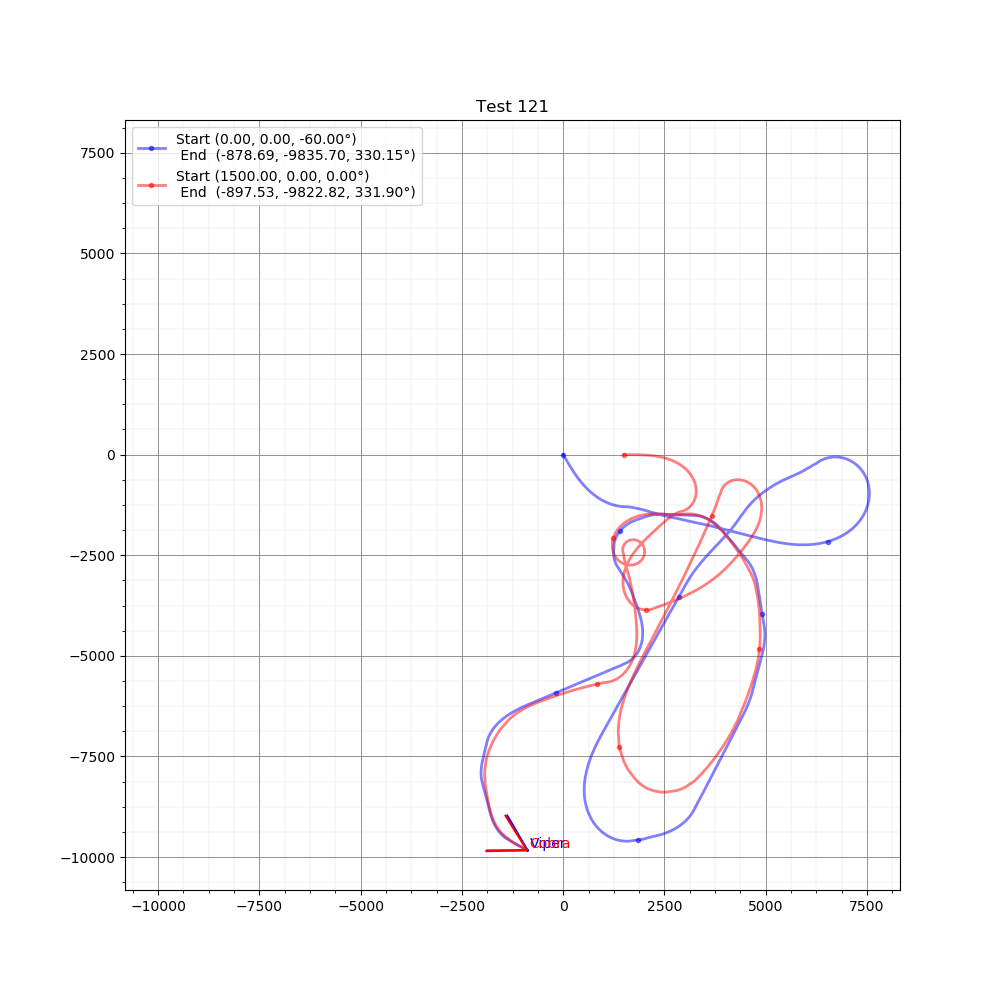 Test 121
Start (0.00, 0.00, -60.00°)
End (-878.69, -9835.70, 330.15°)
Start (1500.00, 0.00, 0.00°)
End (-897.53, -9822.82, 331.90°)
7500
5000
2500
0
−2500
−5000
−7500
−10000
Viper
Cobra
−10000 −7500 −5000 −2500 0 2500 5000 7500